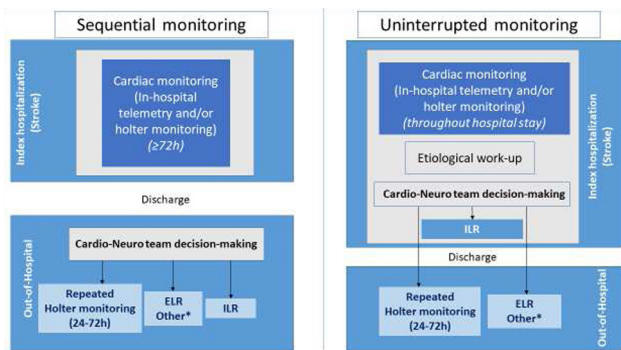 Sequential monitoring
Index hospitalization
(Stroke)
Cardiac monitoring
(In-hospital
telemetry and/or
holter monitoring)
(≥72h)
Discharge
Out-of-Hospital
Cardio-Neuro team decision-making
Repeated
Holter monitoring
(24-72h)
ELR
Other*
ILR
Uninterrupted monitoring
Cardiac monitoring
(In-hospital telemetry and/or
holter monitoring)
(throughout hospital stay)
Etiological work-up
Cardio-Neuro team decision-making
ILR
Index hospitalization
(Stroke)
Discharge
Repeated
Holter monitoring
(24-72h)
ELR
Other*
Out-of-Hospital